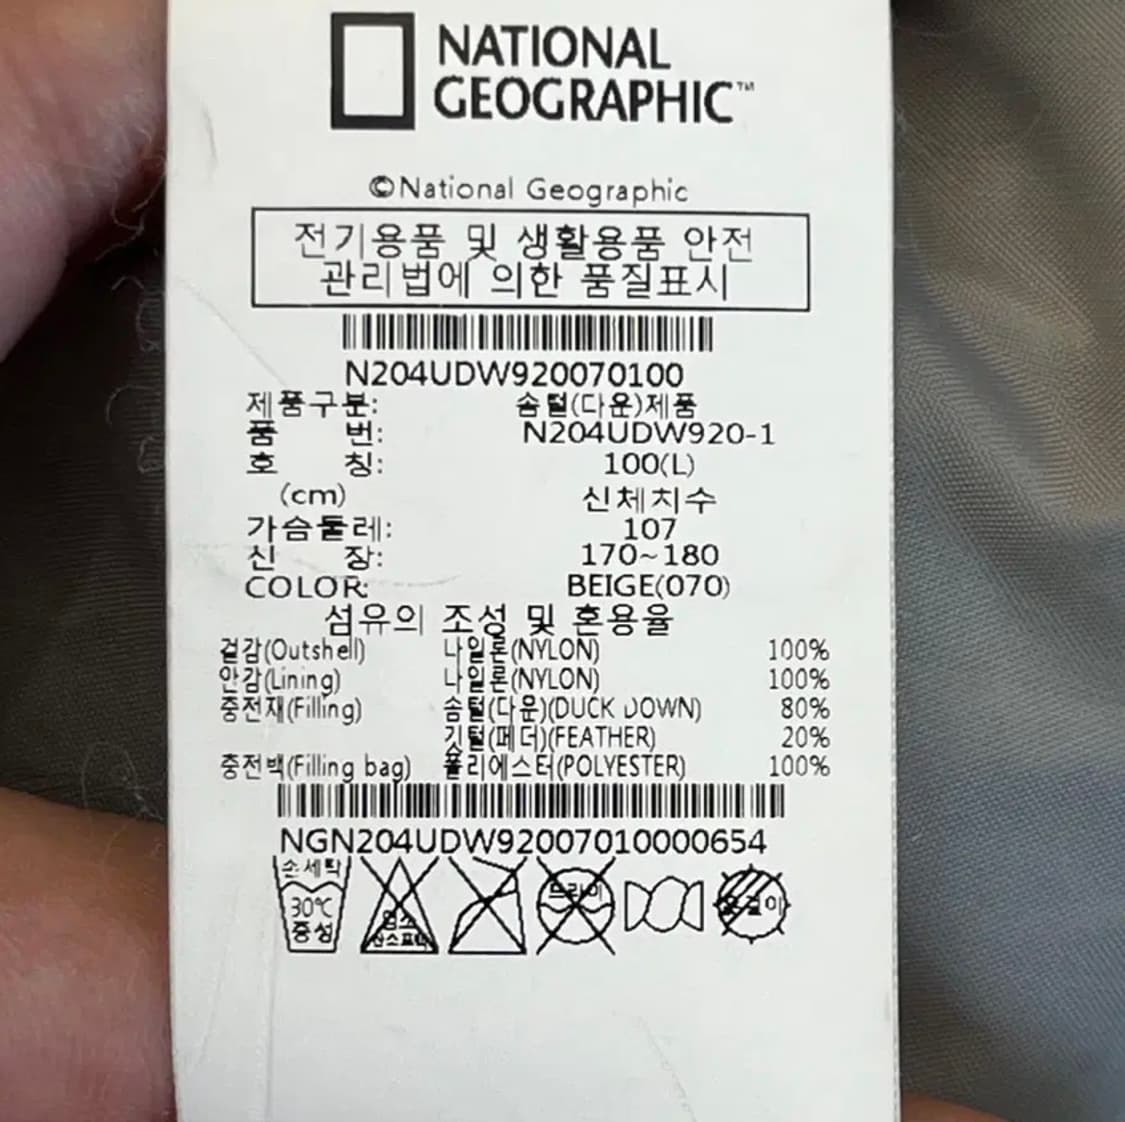 NATIONAL
GEOGRAPHIC™
©National Geographic
전기용품 및 생활용품 안전
관리법에 의한 품질표시
N204UDW920070100
제품구분: 솜털(다운)제품
품 번: N204UDW920-1
호 칭: 100(L)
(cm) 신체치수
가슴둘레: 107
신 장: 170~180
COLOR: BEIGE(070)
섬유의 조성 및 혼용율
겉감(Outshell) 나일론(NYLON) 100%
안감(Lining) 나일론(NYLON) 100%
충전재(Filling) 솜털(다운)(DUCK DOWN) 80%
깃털(페더)(FEATHER) 20%
충전백(Filling bag) 폴리에스터(POLYESTER) 100%
NGN204UDW92007010000654
손세탁
30℃
중성
염소
산소표백
드라이
옷걸이